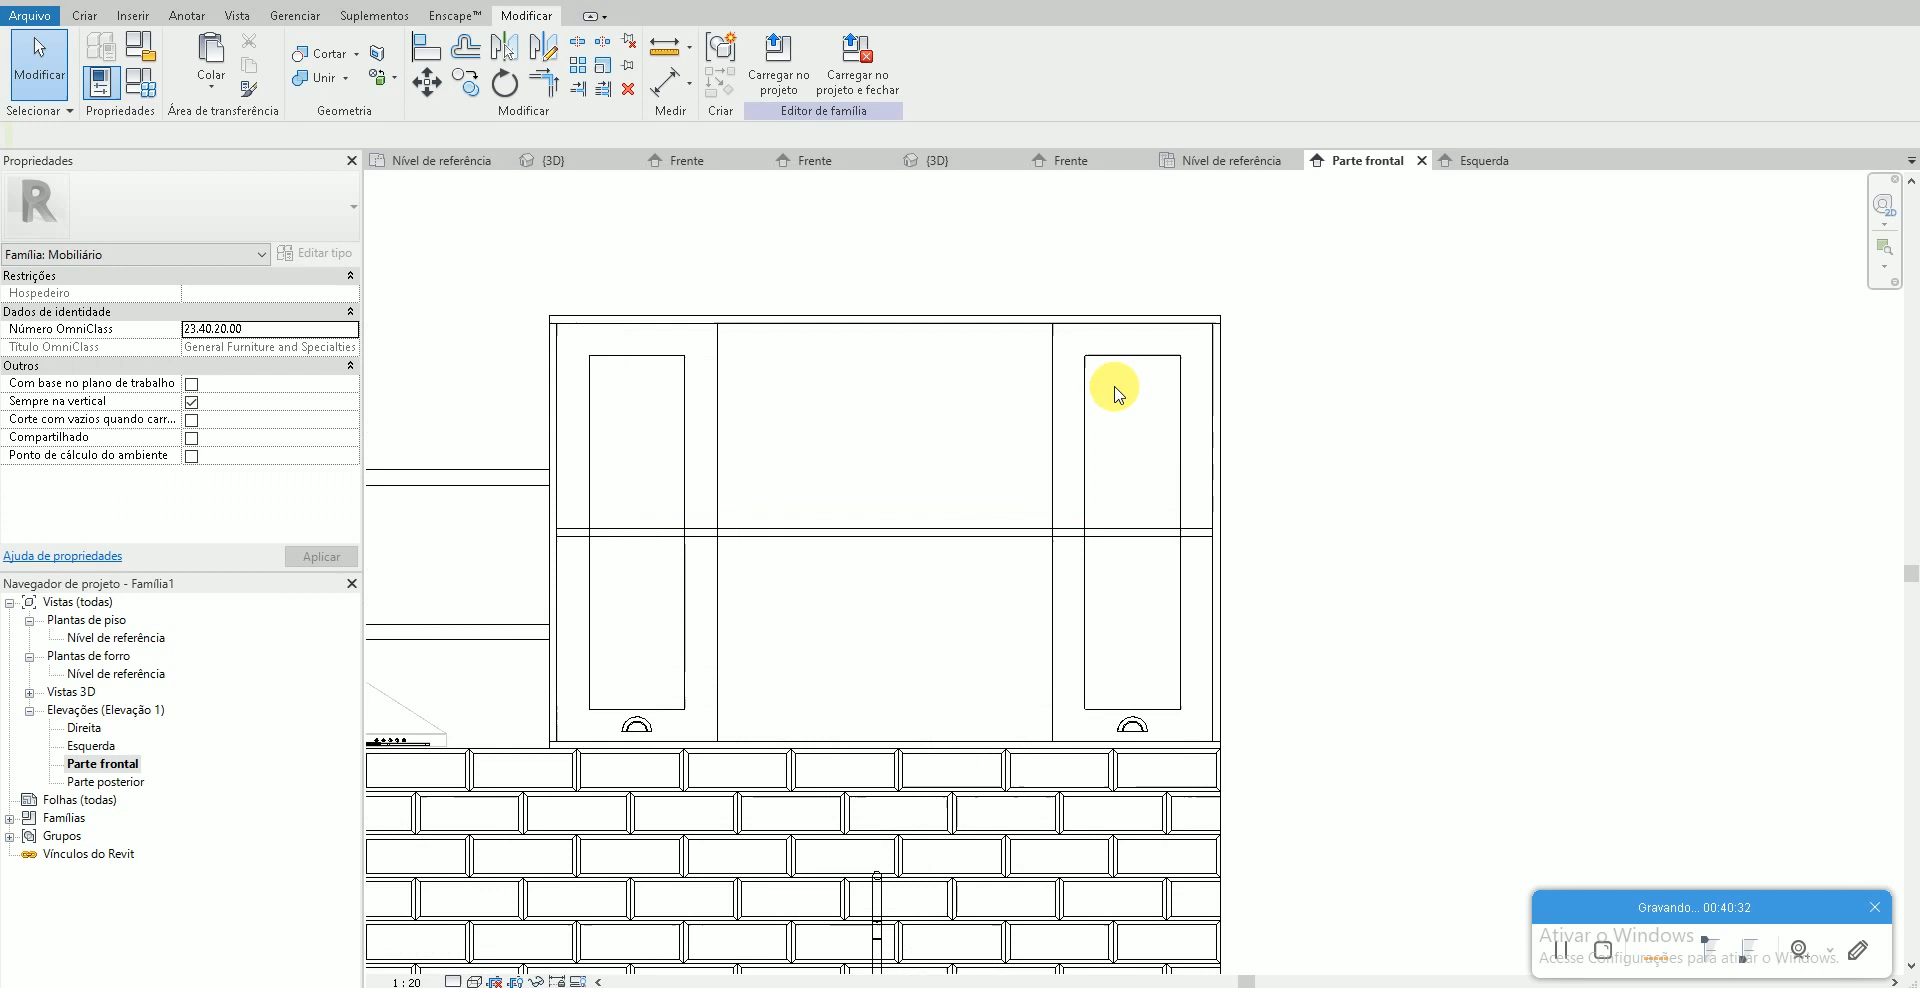 Arquivo Criar Inserir Anotar Vista Gerenciar Suplementos Enscape™ Modificar
Modificar
Selecionar
Propriedades
Colar
Área de transferência
Cortar
Unir
Geometria
Modificar
Medir
Criar
Carregar no projeto
Carregar no projeto e fechar
Editor de família
Propriedades
Nível de referência {3D} Frente Frente {3D} Frente Nível de referência Parte frontal Esquerda
R
2D
Família: Mobiliário
Editar tipo
Restrições
Hospedeiro
Dados de identidade
Número OmniClass 23.40.20.00
Título OmniClass General Furniture and Specialties
Outros
Com base no plano de trabalho
Sempre na vertical
Corte com vazios quando carr...
Compartilhado
Ponto de cálculo do ambiente
Ajuda de propriedades
Aplicar
Navegador de projeto - Família1
Vistas (todas)
Plantas de piso
Nível de referência
Plantas de forro
Nível de referência
Vistas 3D
Elevações (Elevação 1)
Direita
Esquerda
Parte frontal
Parte posterior
Folhas (todas)
Famílias
Grupos
Vínculos do Revit
1 : 20
Gravando... 00:40:32
Ativar o Windows
Acesse Configurações para ativar o Windows.